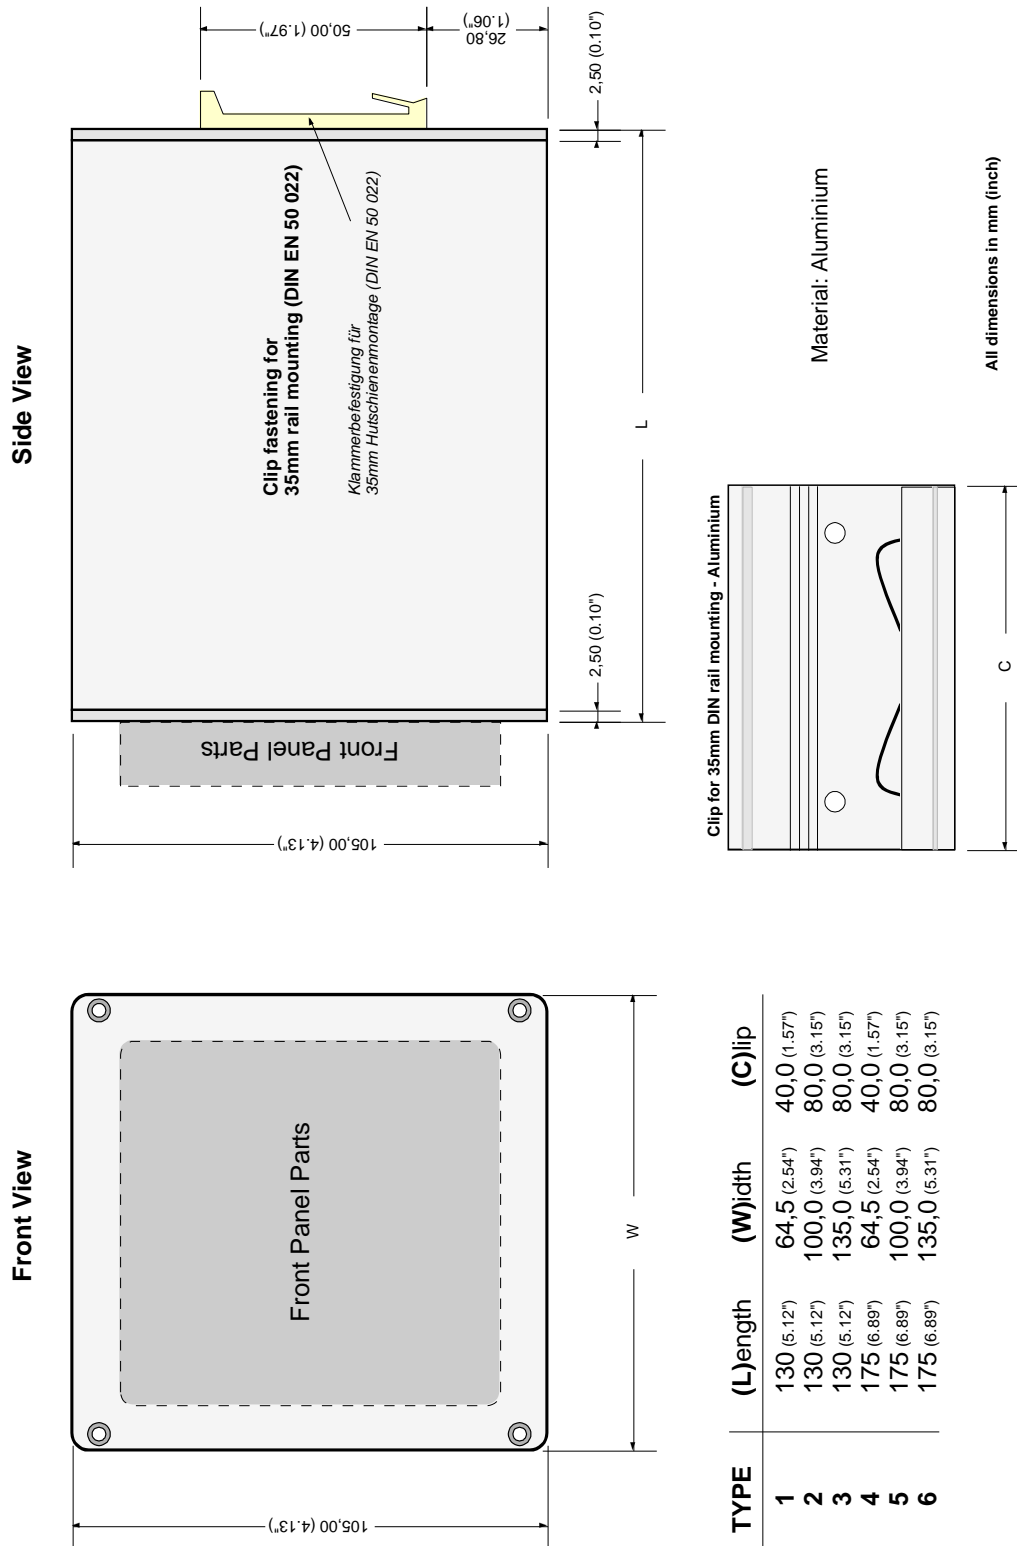 Front View
Side View
105,00 (4.13")
Front Panel Parts
W
105,00 (4.13")
Front Panel Parts
Clip fastening for
35mm rail mounting (DIN EN 50 022)
Klammerbefestigung für
35mm Hutschienenmontage (DIN EN 50 022)
50,00 (1.97")
26,80
(1.06")
2,50 (0.10")
2,50 (0.10")
L
TYPE (L)ength (W)idth (C)lip
1 130 (5.12") 64,5 (2.54") 40,0 (1.57")
2 130 (5.12") 100,0 (3.94") 80,0 (3.15")
3 130 (5.12") 135,0 (5.31") 80,0 (3.15")
4 175 (6.89") 64,5 (2.54") 40,0 (1.57")
5 175 (6.89") 100,0 (3.94") 80,0 (3.15")
6 175 (6.89") 135,0 (5.31") 80,0 (3.15")
Clip for 35mm DIN rail mounting - Aluminium
C
Material: Aluminium
All dimensions in mm (inch)